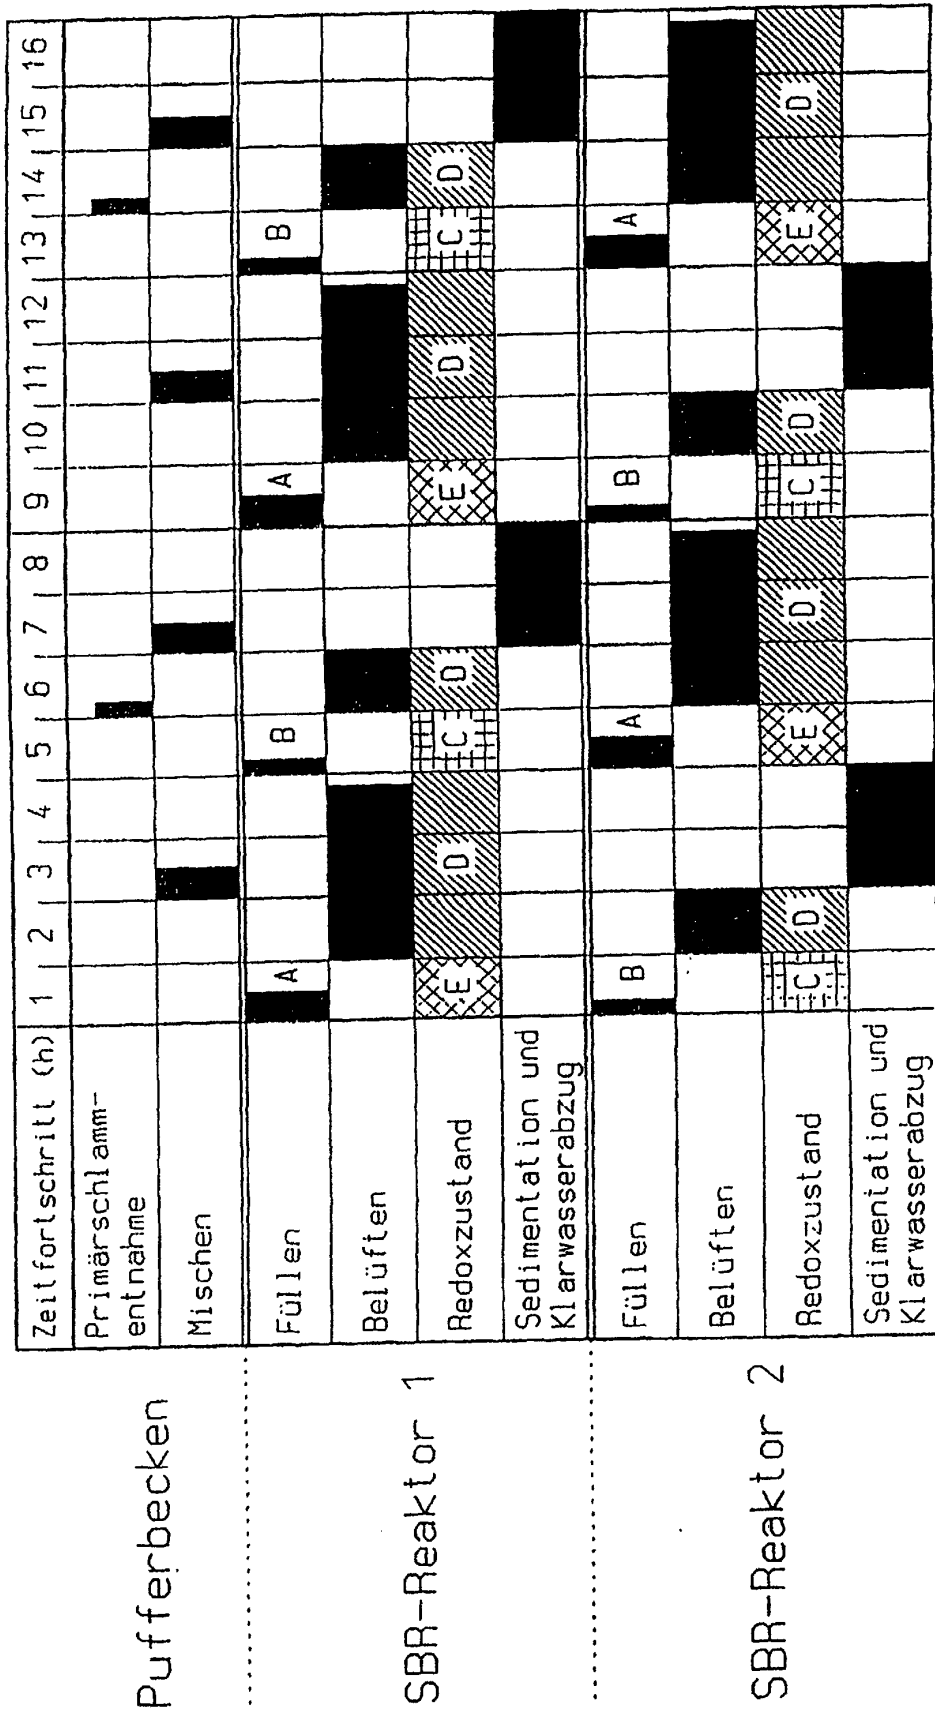 Zeitfortschritt (h) 1 2 3 4 5 6 7 8 9 10 11 12 13 14 15 16
Pufferbecken
Primärschlamm-
entnahme
Mischen
SBR-Reaktor 1
Füllen A B A B
Belüften
Redoxzustand E D C D E D C D
Sedimentation und
Klarwasserabzug
SBR-Reaktor 2
Füllen B A B A
Belüften
Redoxzustand C D E D C D E D
Sedimentation und
Klarwasserabzug